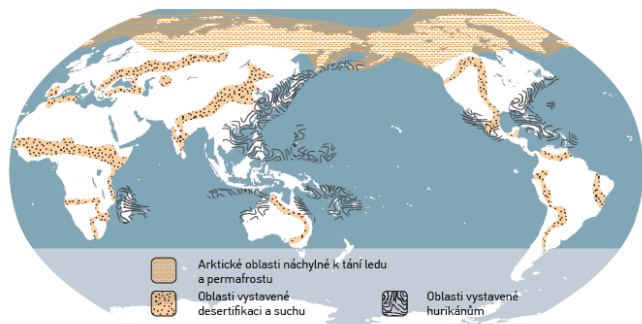 Arktické oblasti náchylné k tání ledu
a permafrostu
Oblasti vystavené
desertifikaci a suchu
Oblasti vystavené
hurikánům